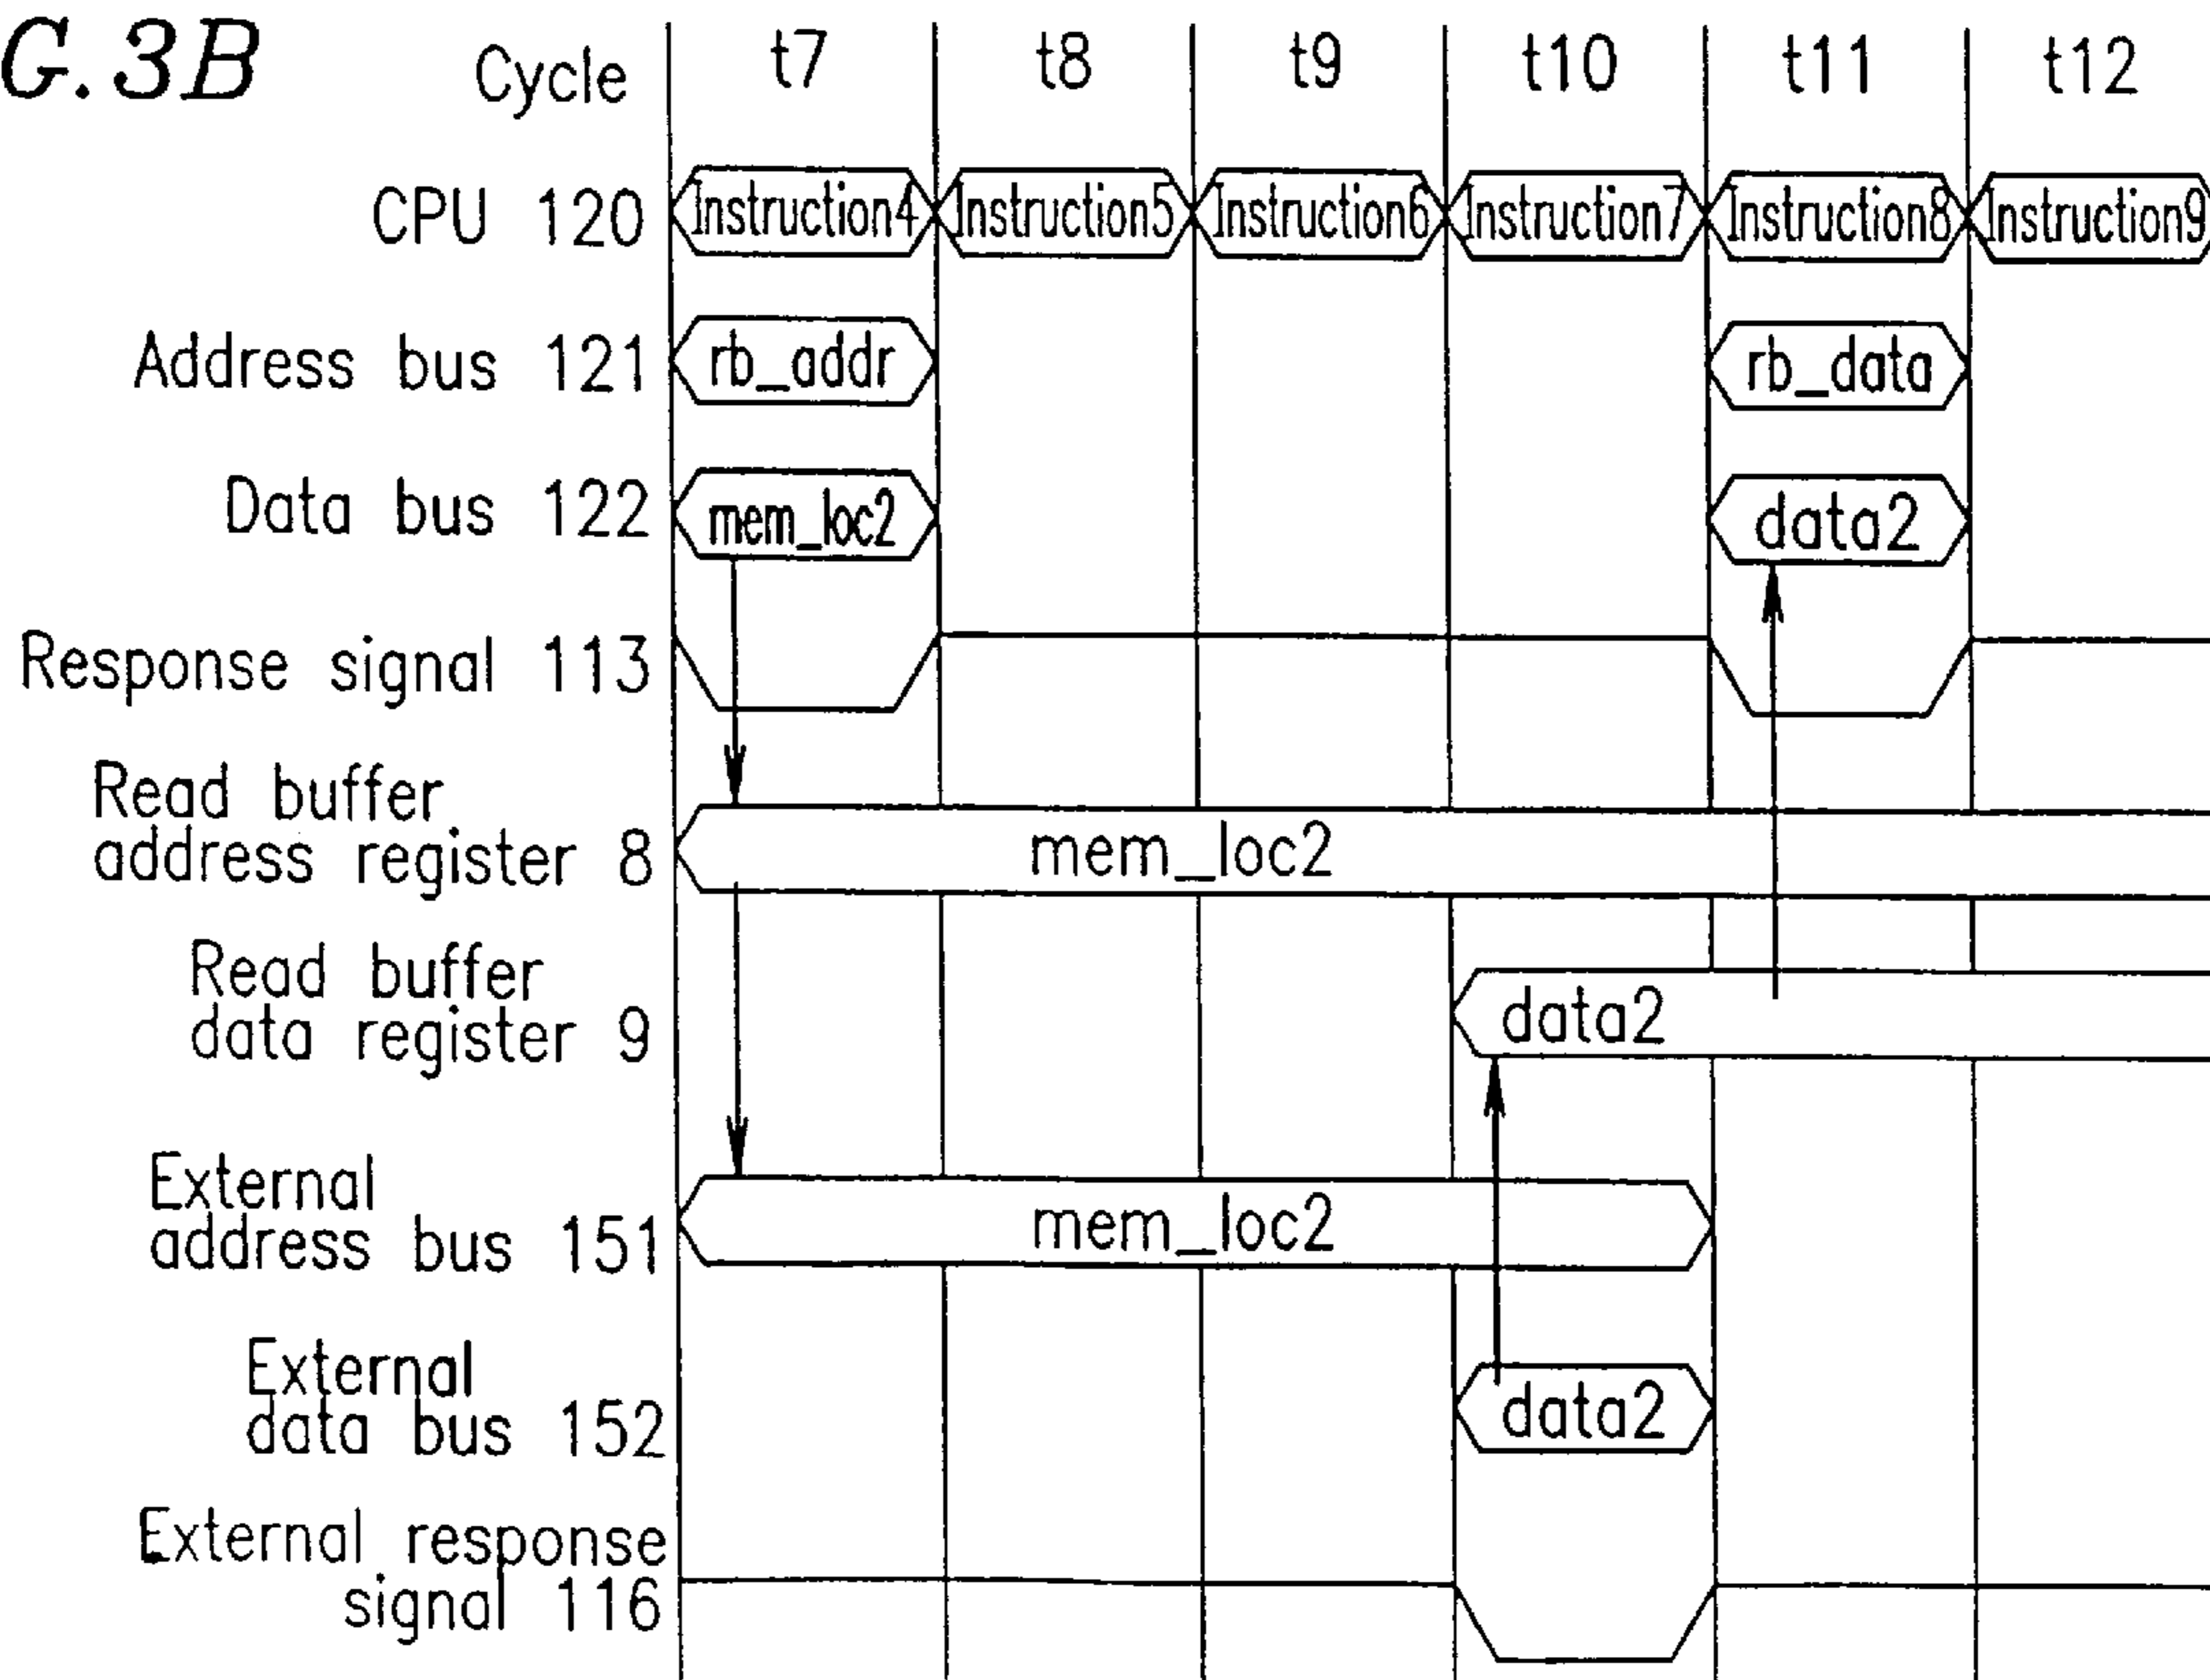 G. 3B
Cycle t7 t8 t9 t10 t11 t12
CPU 120 Instruction4 Instruction5 Instruction6 Instruction7 Instruction8 Instruction9
Address bus 121 rb_addr rb_data
Data bus 122 mem_loc2 data2
Response signal 113
Read buffer
address register 8 mem_loc2
Read buffer
data register 9 data2
External
address bus 151 mem_loc2
External
data bus 152 data2
External response
signal 116